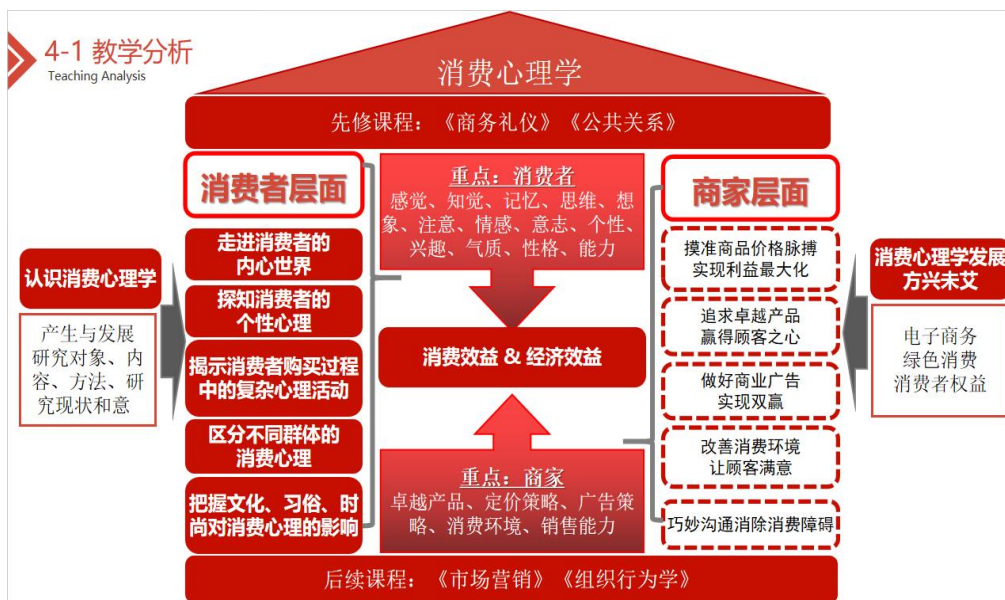 4-1 教学分析
Teaching Analysis
消费心理学
先修课程：《商务礼仪》《公共关系》
认识消费心理学
产生与发展
研究对象、内
容、方法、研
究现状和意
消费者层面
走进消费者的
内心世界
探知消费者的
个性心理
揭示消费者购买过程
中的复杂心理活动
区分不同群体的
消费心理
把握文化、习俗、时
尚对消费心理的影响
重点：消费者
感觉、知觉、记忆、思维、想
象、注意、情感、意志、个性、
兴趣、气质、性格、能力
消费效益 & 经济效益
重点：商家
卓越产品、定价策略、广告策
略、消费环境、销售能力
商家层面
摸准商品价格脉搏
实现利益最大化
追求卓越产品
赢得顾客之心
做好商业广告
实现双赢
改善消费环境
让顾客满意
巧妙沟通消除消费障碍
消费心理学发展
方兴未艾
电子商务
绿色消费
消费者权益
后续课程：《市场营销》《组织行为学》